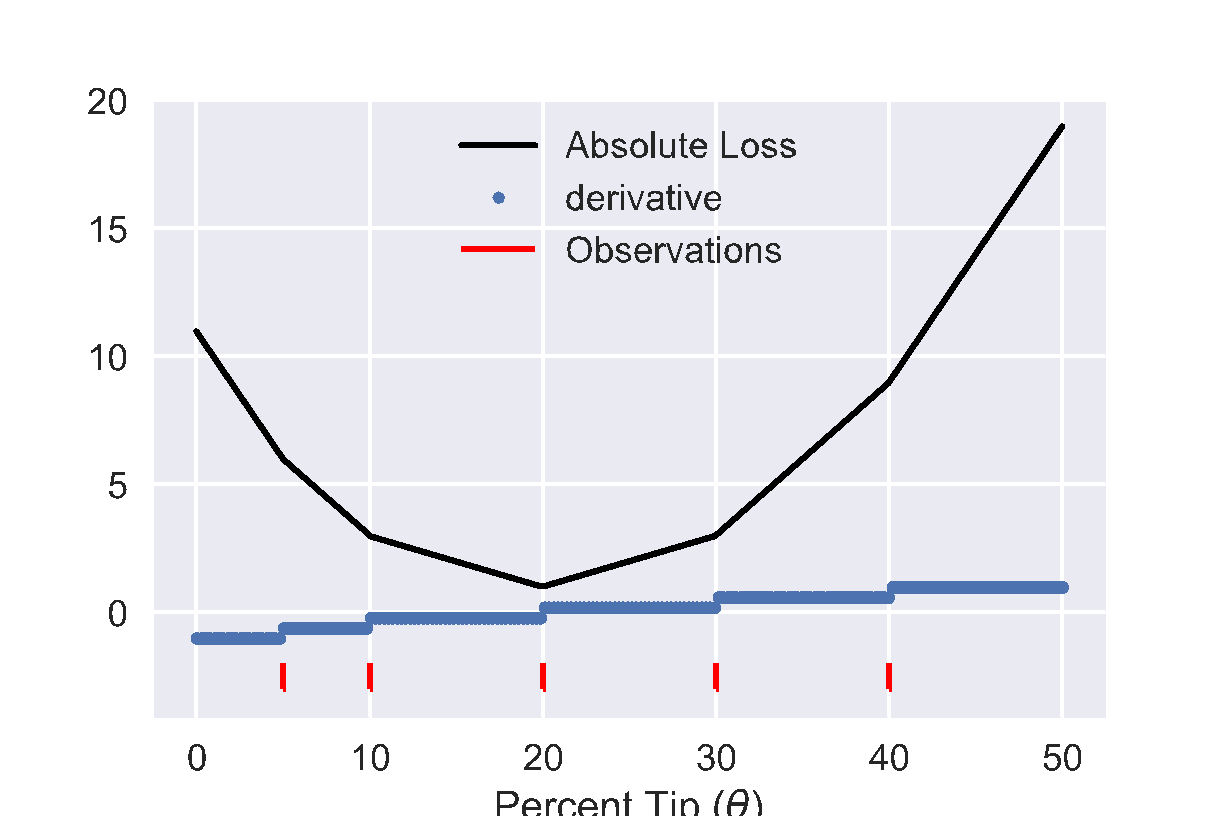 20
Absolute Loss
derivative
15
Observations
10
5
0
0 10 20 30 40 50
Percent Tip (θ)